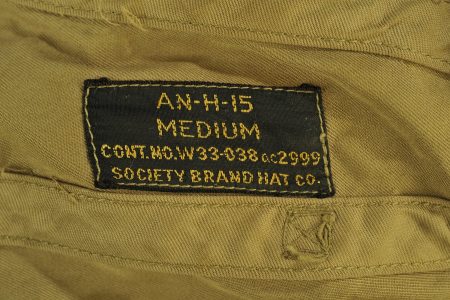 AN-H-15
MEDIUM
CONT.NO.W33-038 ac2999
SOCIETY BRAND HAT CO.